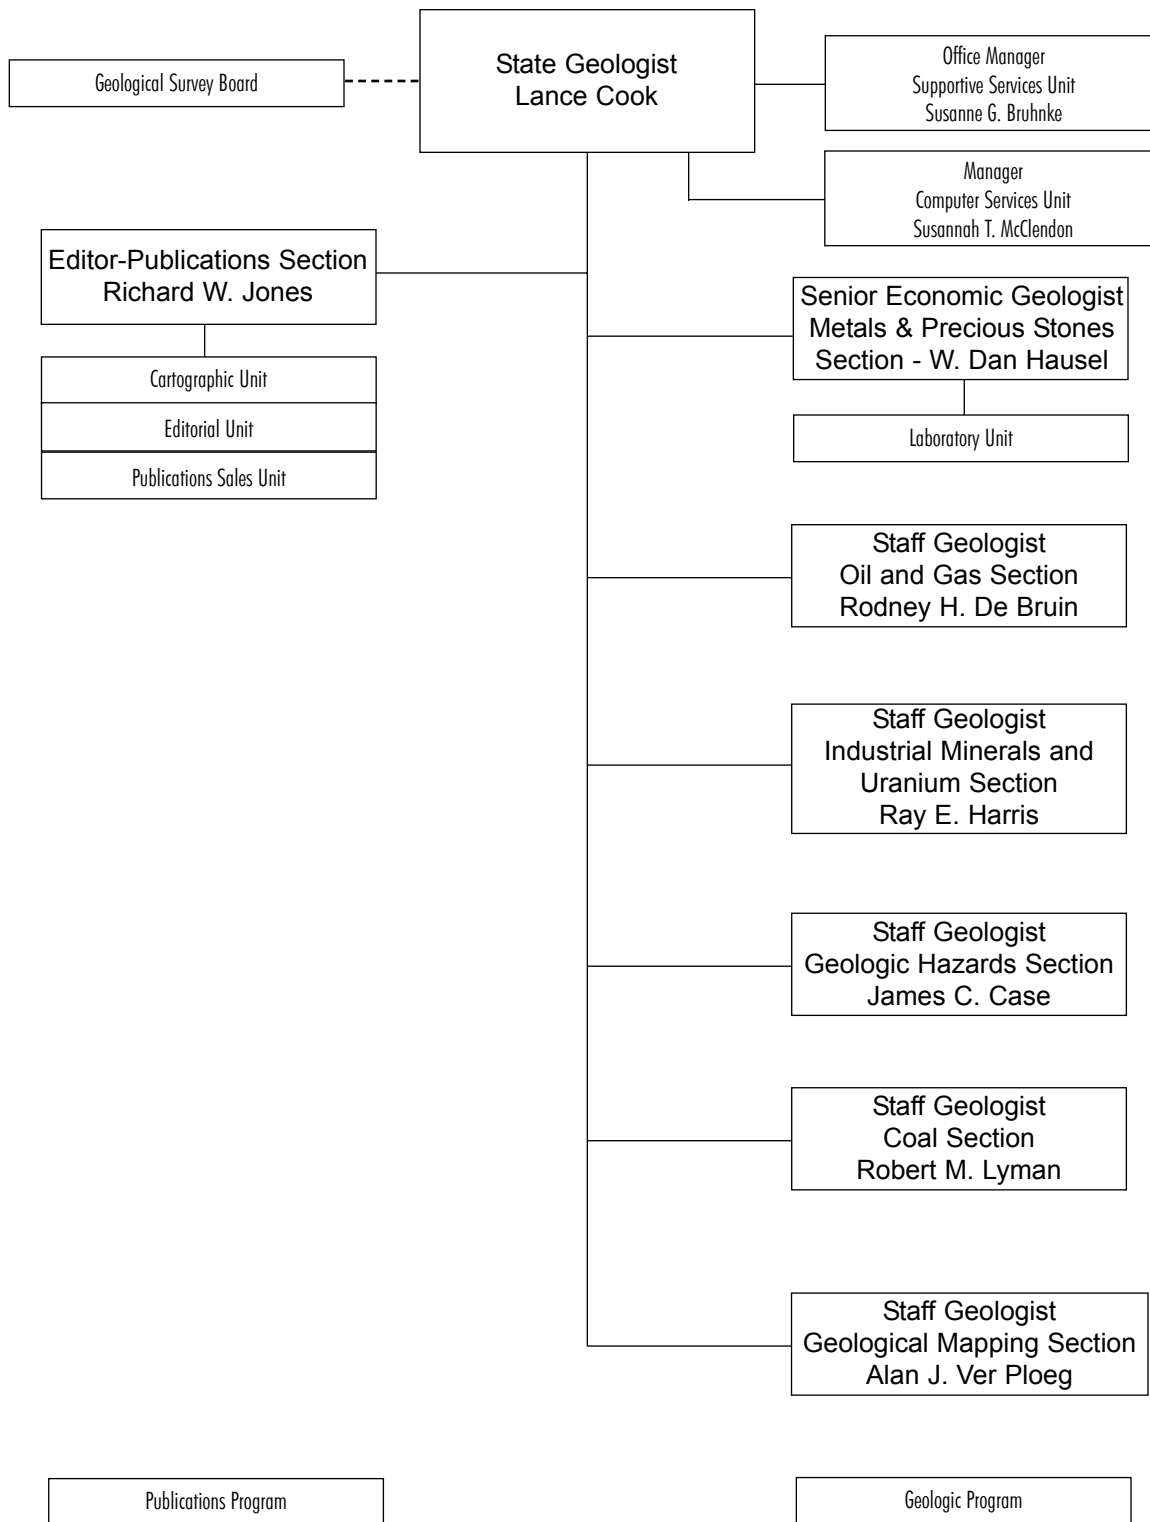 State Geologist
Lance Cook
Geological Survey Board
Office Manager
Supportive Services Unit
Susanne G. Bruhnke
Manager
Computer Services Unit
Susannah T. McClendon
Editor-Publications Section
Richard W. Jones
Cartographic Unit
Editorial Unit
Publications Sales Unit
Senior Economic Geologist
Metals & Precious Stones
Section - W. Dan Hausel
Laboratory Unit
Staff Geologist
Oil and Gas Section
Rodney H. De Bruin
Staff Geologist
Industrial Minerals and
Uranium Section
Ray E. Harris
Staff Geologist
Geologic Hazards Section
James C. Case
Staff Geologist
Coal Section
Robert M. Lyman
Staff Geologist
Geological Mapping Section
Alan J. Ver Ploeg
Publications Program
Geologic Program